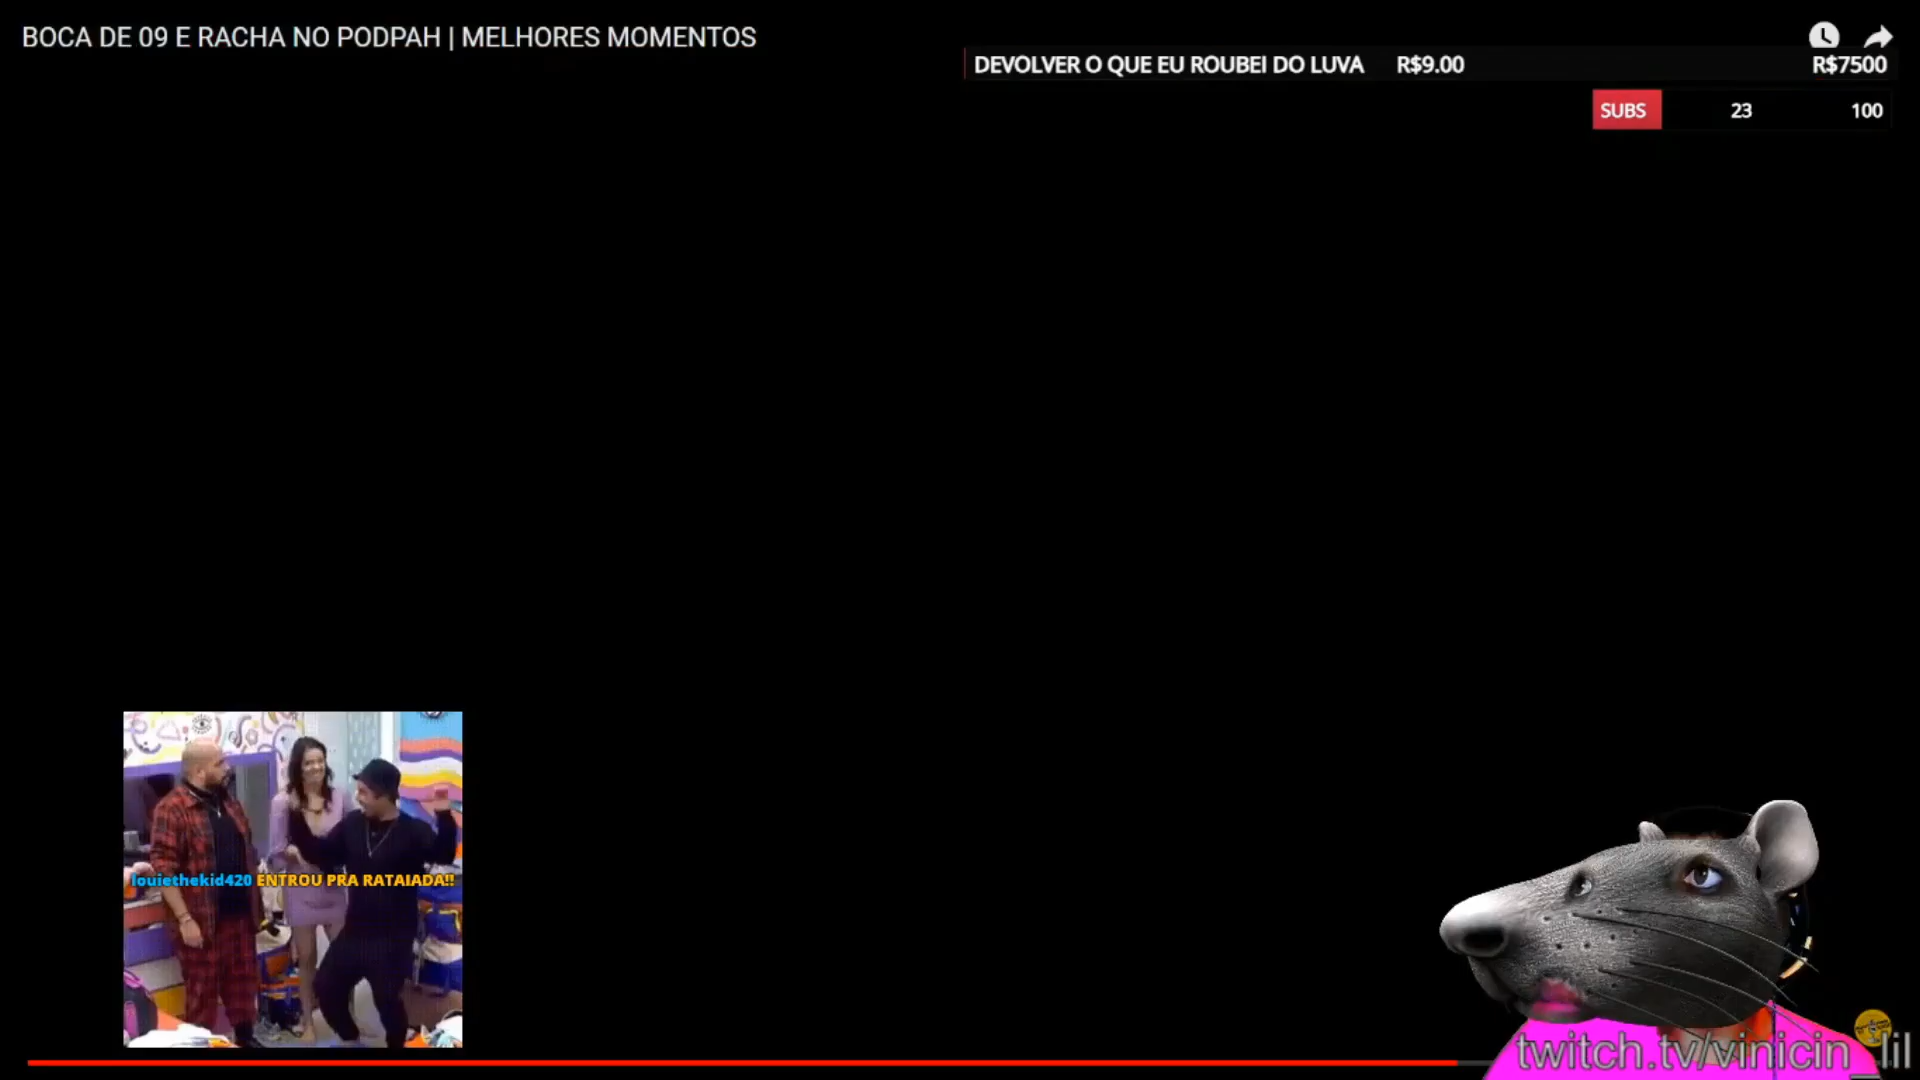 BOCA DE 09 E RACHA NO PODPAH | MELHORES MOMENTOS
DEVOLVER O QUE EU ROUBEI DO LUVA R$9.00 R$7500
SUBS 23 100
louiethekid420 ENTROU PRA RATAIADA!!
twitch.tv/vinicin_lil